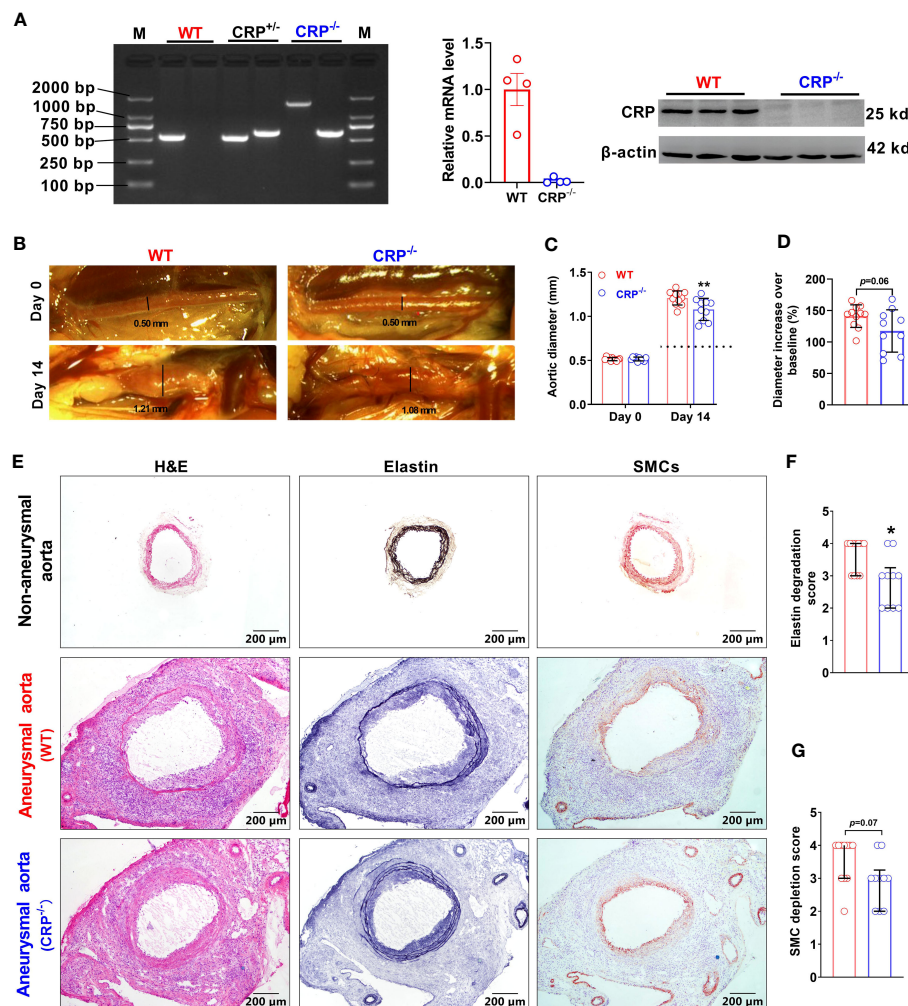 A
M WT CRP+/- CRP-/- M
2000 bp
1000 bp
750 bp
500 bp
250 bp
100 bp
Relative mRNA level
1.5
1.0
0.5
0.0
WT CRP-/-
WT CRP-/-
CRP 25 kd
β-actin 42 kd
B
WT CRP-/-
Day 0
0.50 mm 0.50 mm
Day 14
1.21 mm 1.08 mm
C
Aortic diameter (mm)
1.5
1.0
0.5
0.0
WT
CRP-/-
**
Day 0 Day 14
D
Diameter increase over
baseline (%)
200
150
100
50
0
p=0.06
E
H&E Elastin SMCs
Non-aneurysmal
aorta
200 μm 200 μm 200 μm
Aneurysmal aorta
(WT)
200 μm 200 μm 200 μm
Aneurysmal aorta
(CRP-/-)
200 μm 200 μm 200 μm
F
Elastin degradation
score
5
4
3
2
1
0
*
G
SMC depletion score
5
4
3
2
1
0
p=0.07